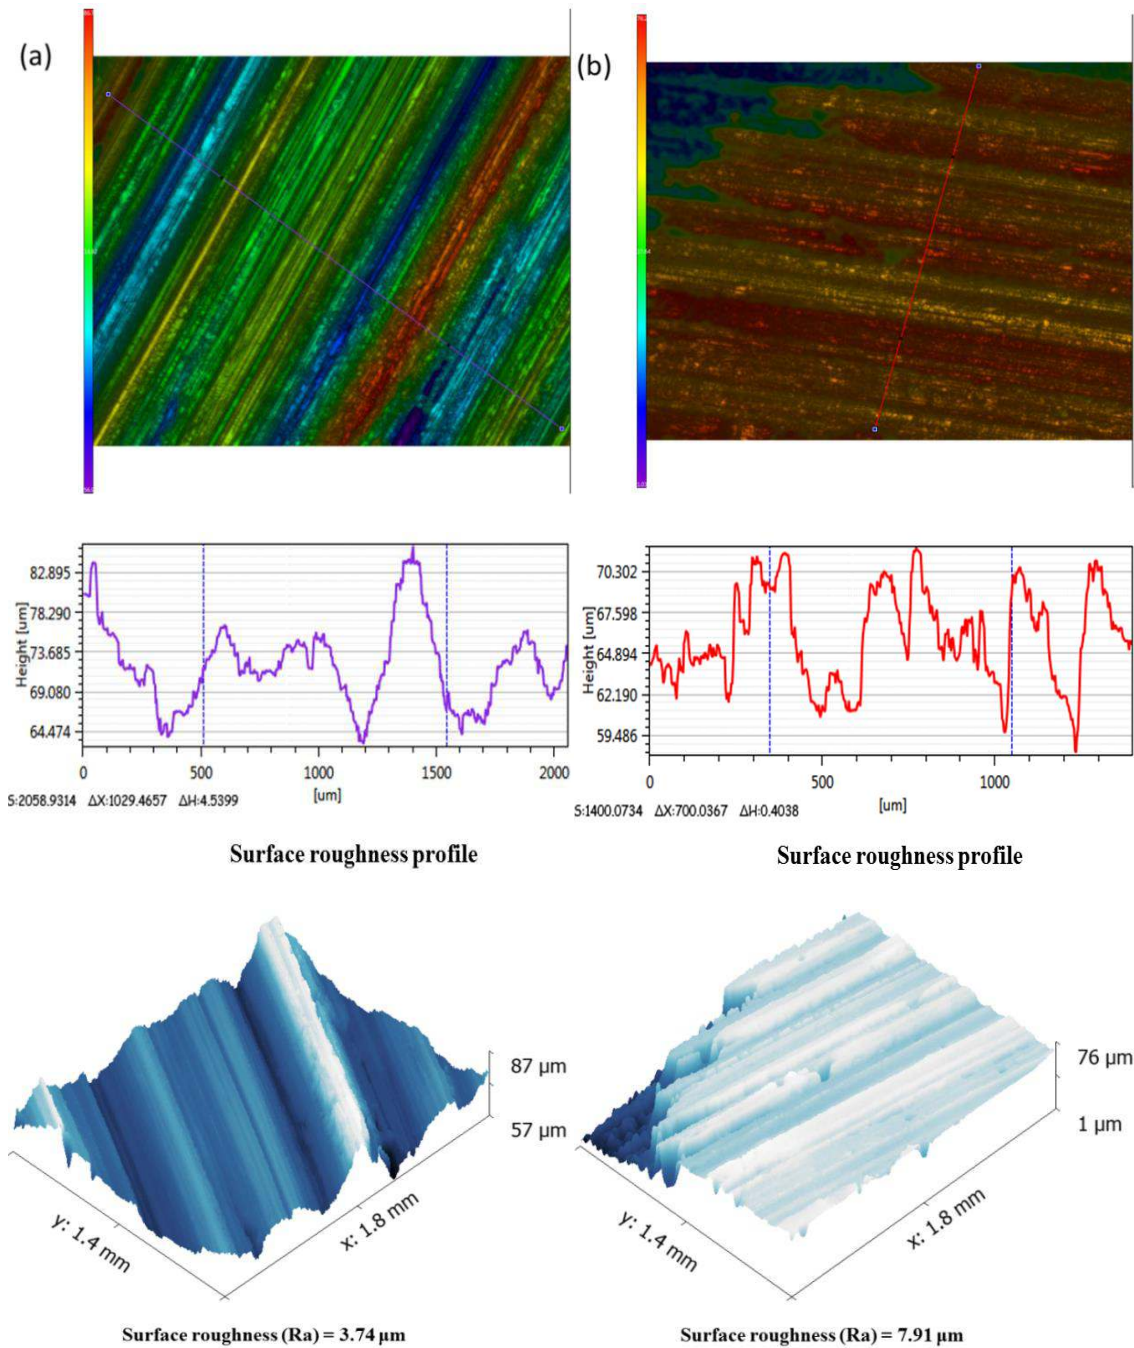 (a)
(b)
Height [um]
82.895
78.290
73.685
69.080
64.474
0
500
1000
1500
2000
[um]
S:2058.9314 ΔX:1029.4657 ΔH:4.5399
Height [um]
70.302
67.598
64.894
62.190
59.486
0
500
1000
[um]
S:1400.0734 ΔX:700.0367 ΔH:0.4038
Surface roughness profile
Surface roughness profile
87 μm
57 μm
y: 1.4 mm
x: 1.8 mm
76 μm
1 μm
y: 1.4 mm
x: 1.8 mm
Surface roughness (Ra) = 3.74 μm
Surface roughness (Ra) = 7.91 μm